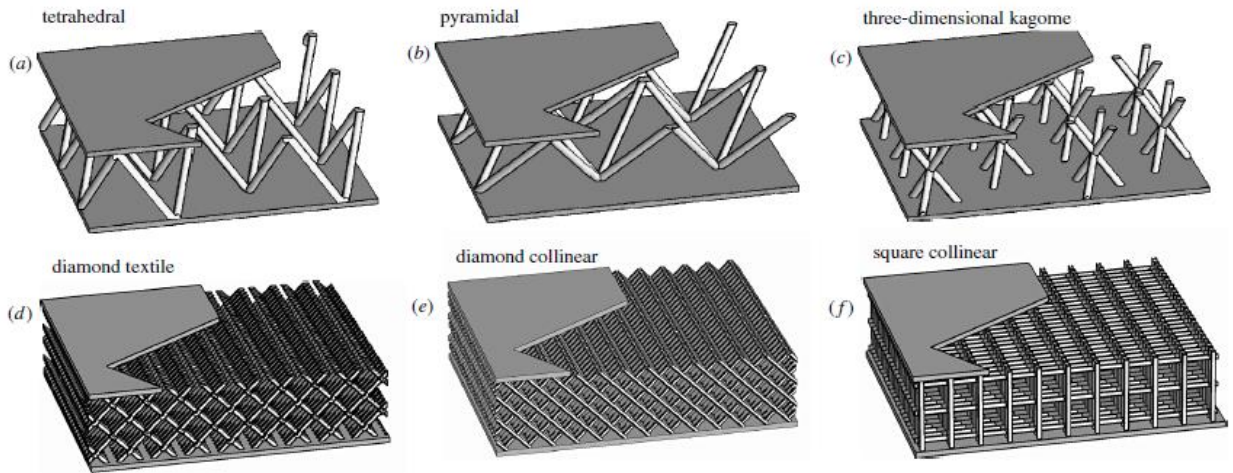 tetrahedral
pyramidal
three-dimensional kagome
(a)
(b)
(c)
diamond textile
diamond collinear
square collinear
(d)
(e)
(f)